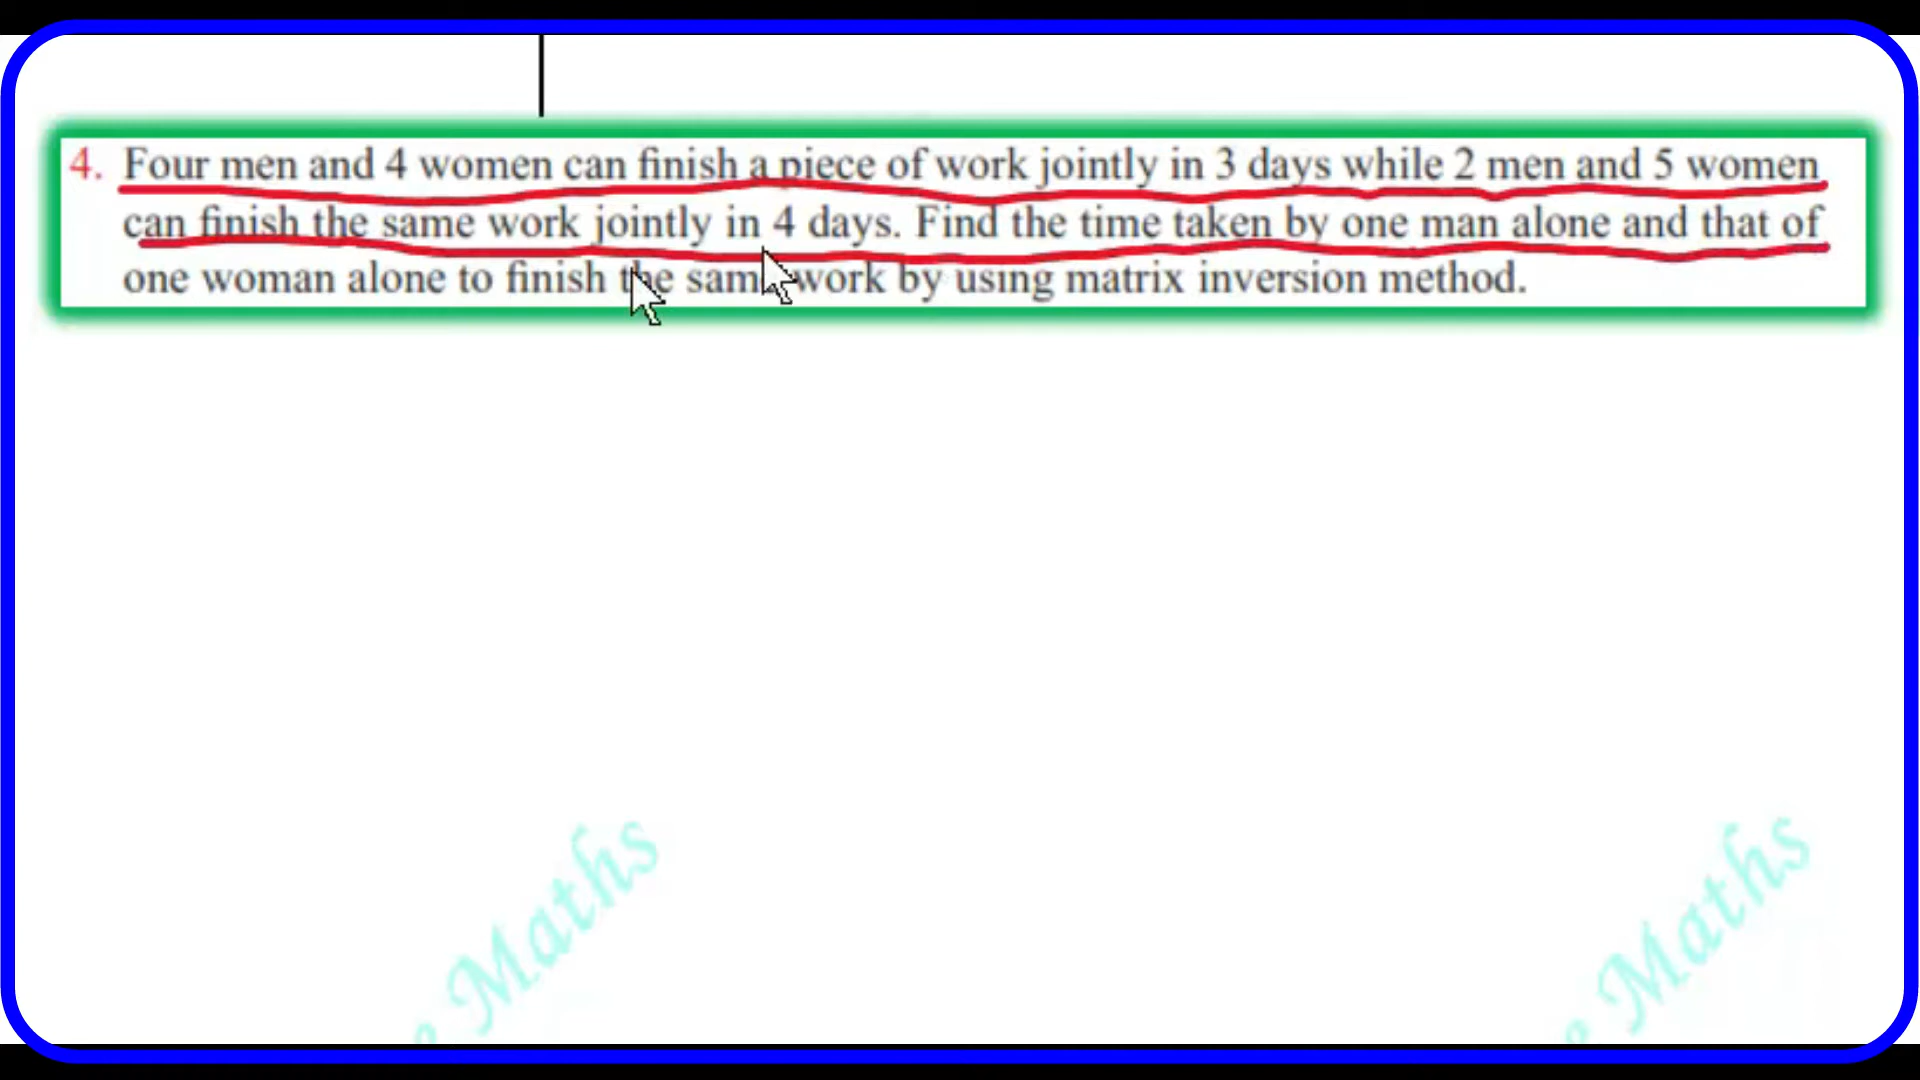 4. Four men and 4 women can finish a piece of work jointly in 3 days while 2 men and 5 women
can finish the same work jointly in 4 days. Find the time taken by one man alone and that of
one woman alone to finish the same work by using matrix inversion method.
e Maths
e Maths